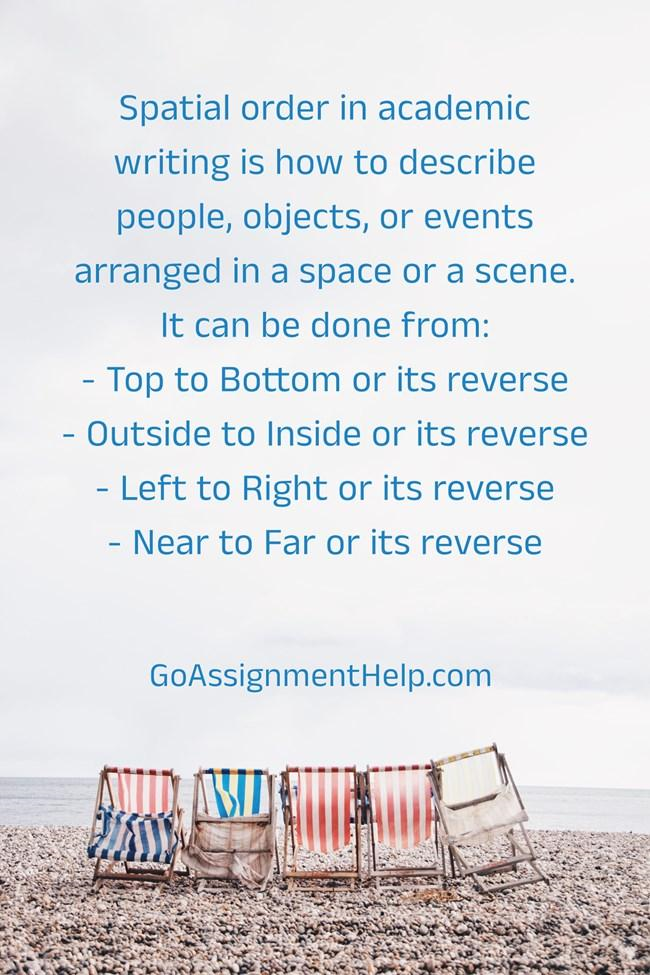 Spatial order in academic
writing is how to describe
people, objects, or events
arranged in a space or a scene.
It can be done from:
- Top to Bottom or its reverse
- Outside to Inside or its reverse
- Left to Right or its reverse
- Near to Far or its reverse
GoAssignmentHelp.com